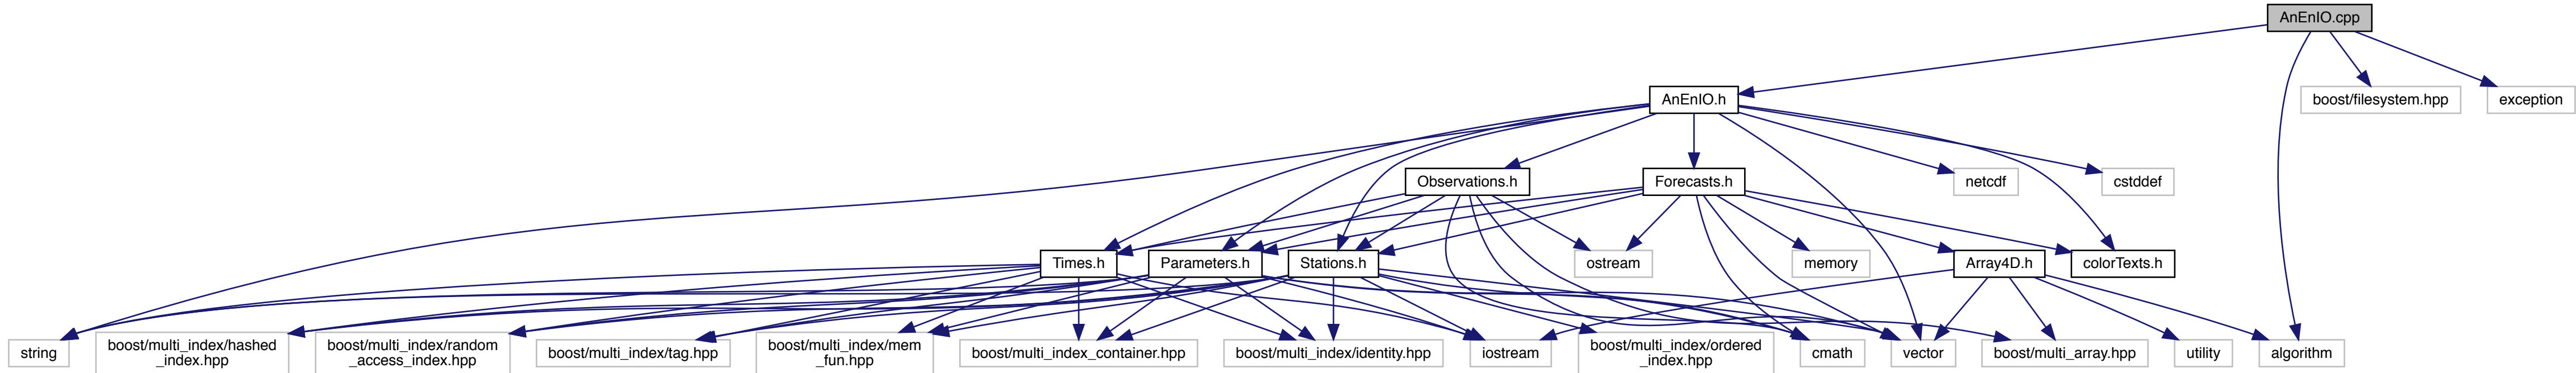 AnEnIO.cpp
AnEnIO.h
boost/filesystem.hpp
exception
Observations.h
Forecasts.h
netcdf
cstddef
Times.h
Parameters.h
Stations.h
ostream
memory
Array4D.h
colorTexts.h
string
boost/multi_index/hashed
_index.hpp
boost/multi_index/random
_access_index.hpp
boost/multi_index/tag.hpp
boost/multi_index/mem
_fun.hpp
boost/multi_index_container.hpp
boost/multi_index/identity.hpp
iostream
boost/multi_index/ordered
_index.hpp
cmath
vector
boost/multi_array.hpp
utility
algorithm